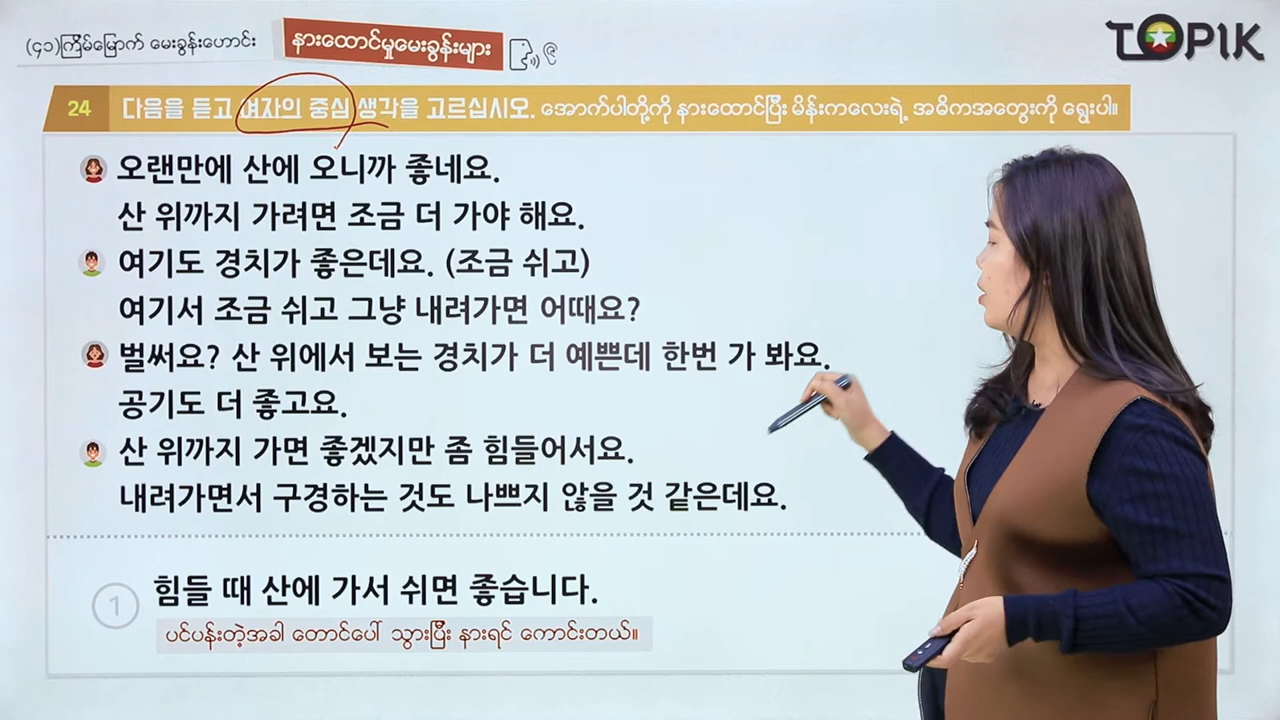 (၄၁)ကြိမ်မြောက် မေးခွန်းဟောင်း
နားထောင်မှုမေးခွန်းများ
၉
TOPIK
24 다음을 듣고 여자의 중심 생각을 고르십시오. အောက်ပါတို့ကို နားထောင်ပြီး မိန်းကလေးရဲ့ အဓိကအတွေးကို ရွေးပါ။
오랜만에 산에 오니까 좋네요.
산 위까지 가려면 조금 더 가야 해요.
여기도 경치가 좋은데요. (조금 쉬고)
여기서 조금 쉬고 그냥 내려가면 어때요?
벌써요? 산 위에서 보는 경치가 더 예쁜데 한번 가 봐요.
공기도 더 좋고요.
산 위까지 가면 좋겠지만 좀 힘들어서요.
내려가면서 구경하는 것도 나쁘지 않을 것 같은데요.
1 힘들 때 산에 가서 쉬면 좋습니다.
ပင်ပန်းတဲ့အခါ တောင်ပေါ် သွားပြီး နားရင် ကောင်းတယ်။